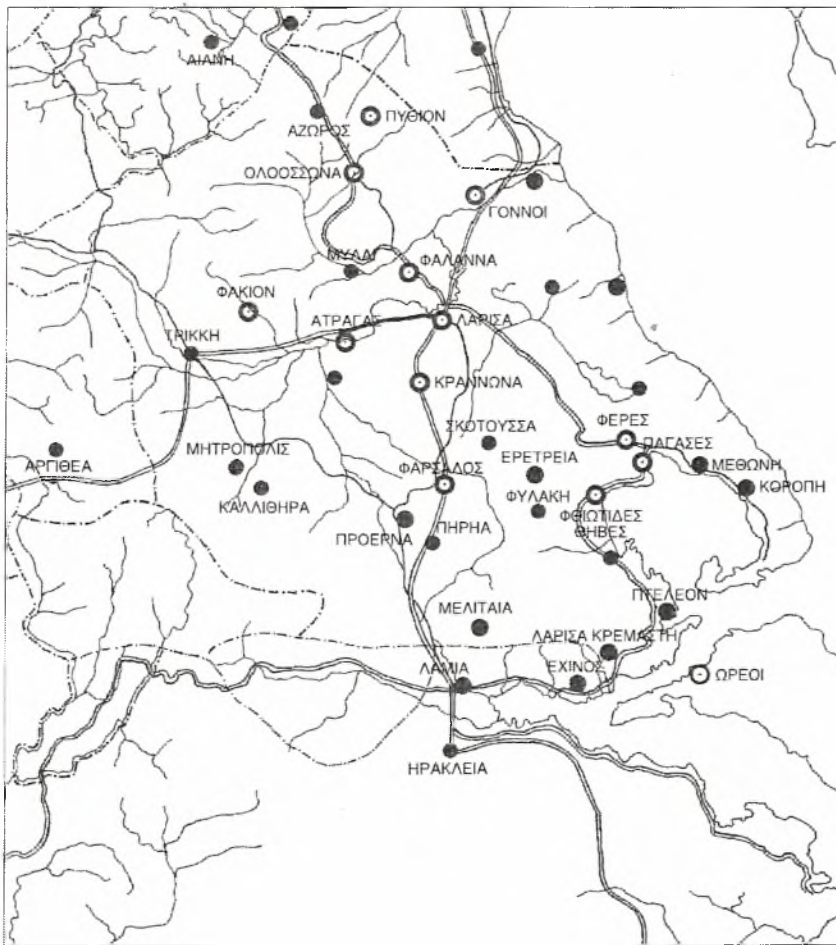 ΑΙΑΝΗ
ΑΖΩΡΟΣ
ΠΥΘΙΟΝ
ΟΛΟΟΣΣΩΝΑ
ΓΟΝΝΟΙ
ΜΥΛΑΙ
ΦΑΛΑΝΝΑ
ΦΑΚΙΟΝ
ΑΤΡΑΓΑΣ
ΛΑΡΙΣΑ
ΤΡΙΚΚΗ
ΚΡΑΝΝΩΝΑ
ΣΚΟΤΟΥΣΣΑ
ΦΕΡΕΣ
ΠΑΓΑΣΕΣ
ΑΡΓΙΘΕΑ
ΜΗΤΡΟΠΟΛΙΣ
ΕΡΕΤΡΕΙΑ
ΜΕΘΩΝΗ
ΚΑΛΛΙΘΗΡΑ
ΦΑΡΣΑΛΟΣ
ΦΥΛΑΚΗ
ΚΟΡΟΠΗ
ΦΘΙΩΤΙΔΕΣ
ΘΗΒΕΣ
ΠΡΟΕΡΝΑ
ΠΗΡΗΑ
ΜΕΛΙΤΑΙΑ
ΠΤΕΛΕΟΝ
ΛΑΡΙΣΑ ΚΡΕΜΑΣΤΗ
ΛΑΜΙΑ
ΕΧΙΝΟΣ
ΩΡΕΟΙ
ΗΡΑΚΛΕΙΑ